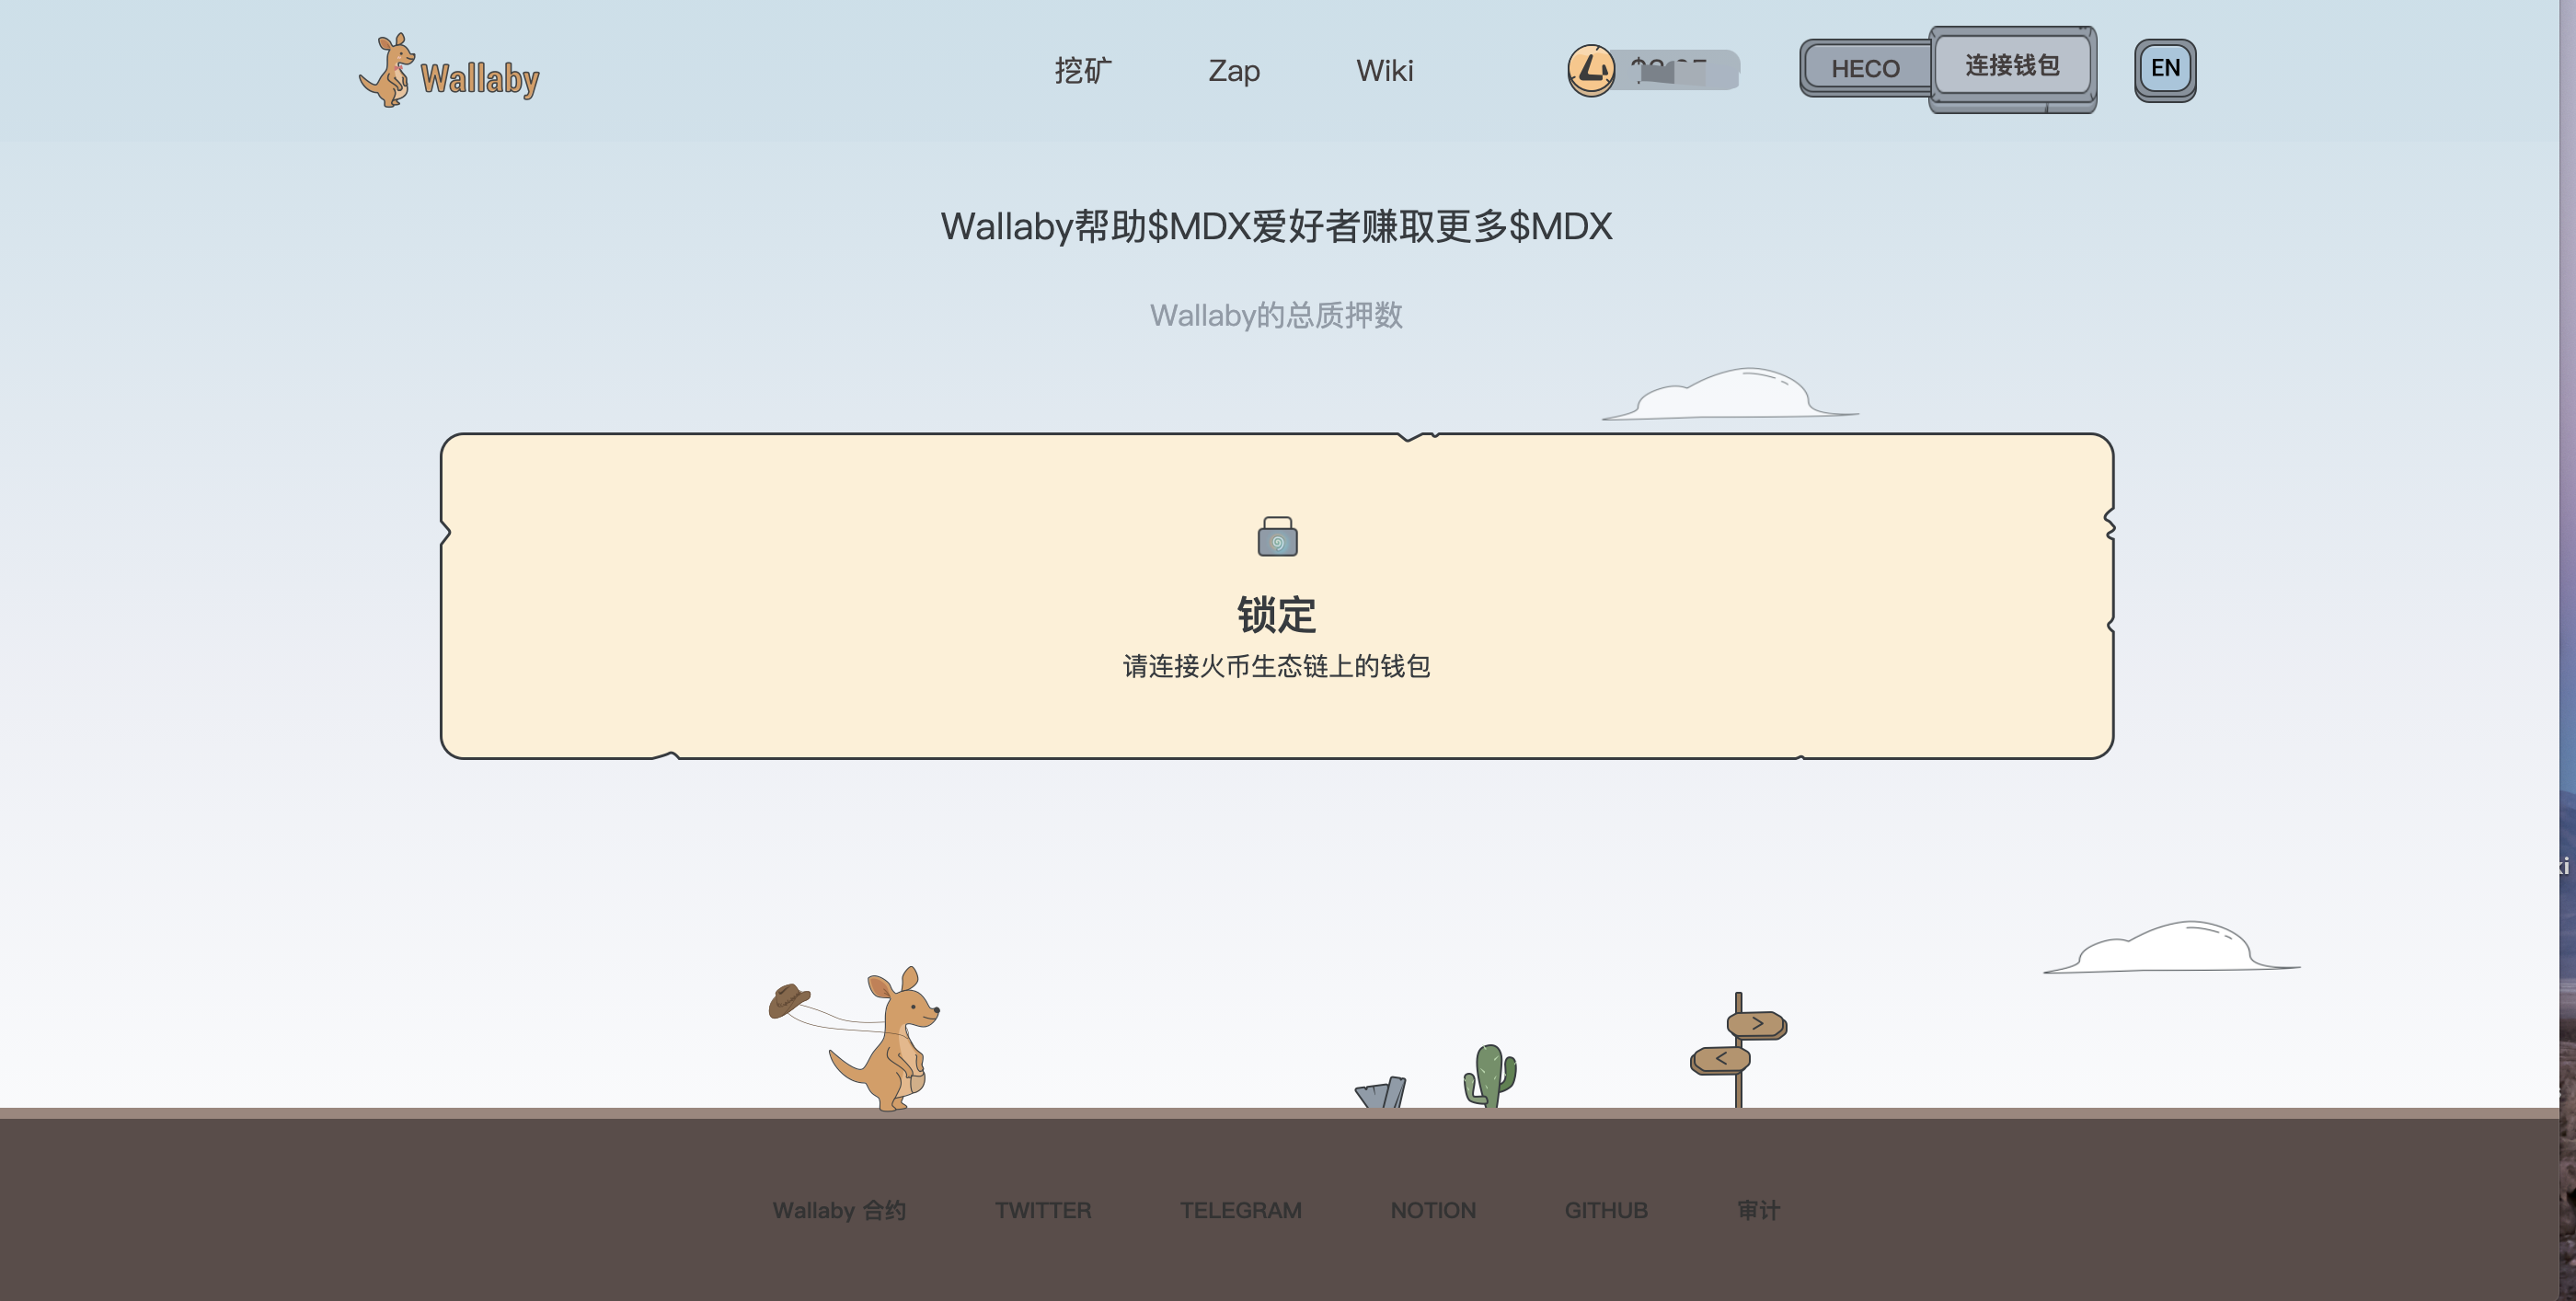 Wallaby
挖矿
Zap
Wiki
HECO
连接钱包
EN
Wallaby帮助$MDX爱好者赚取更多$MDX
Wallaby的总质押数
锁定
请连接火币生态链上的钱包
Wallaby 合约
TWITTER
TELEGRAM
NOTION
GITHUB
审计